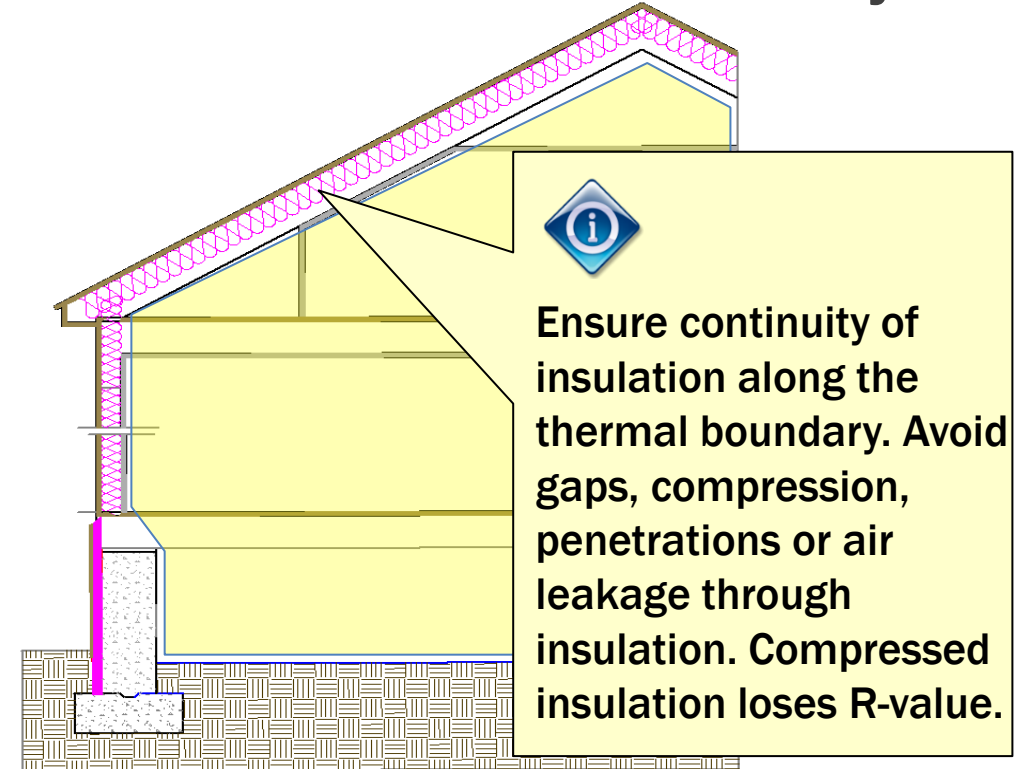 Ensure continuity of
insulation along the
thermal boundary. Avoid
gaps, compression,
penetrations or air
leakage through
insulation. Compressed
insulation loses R-value.